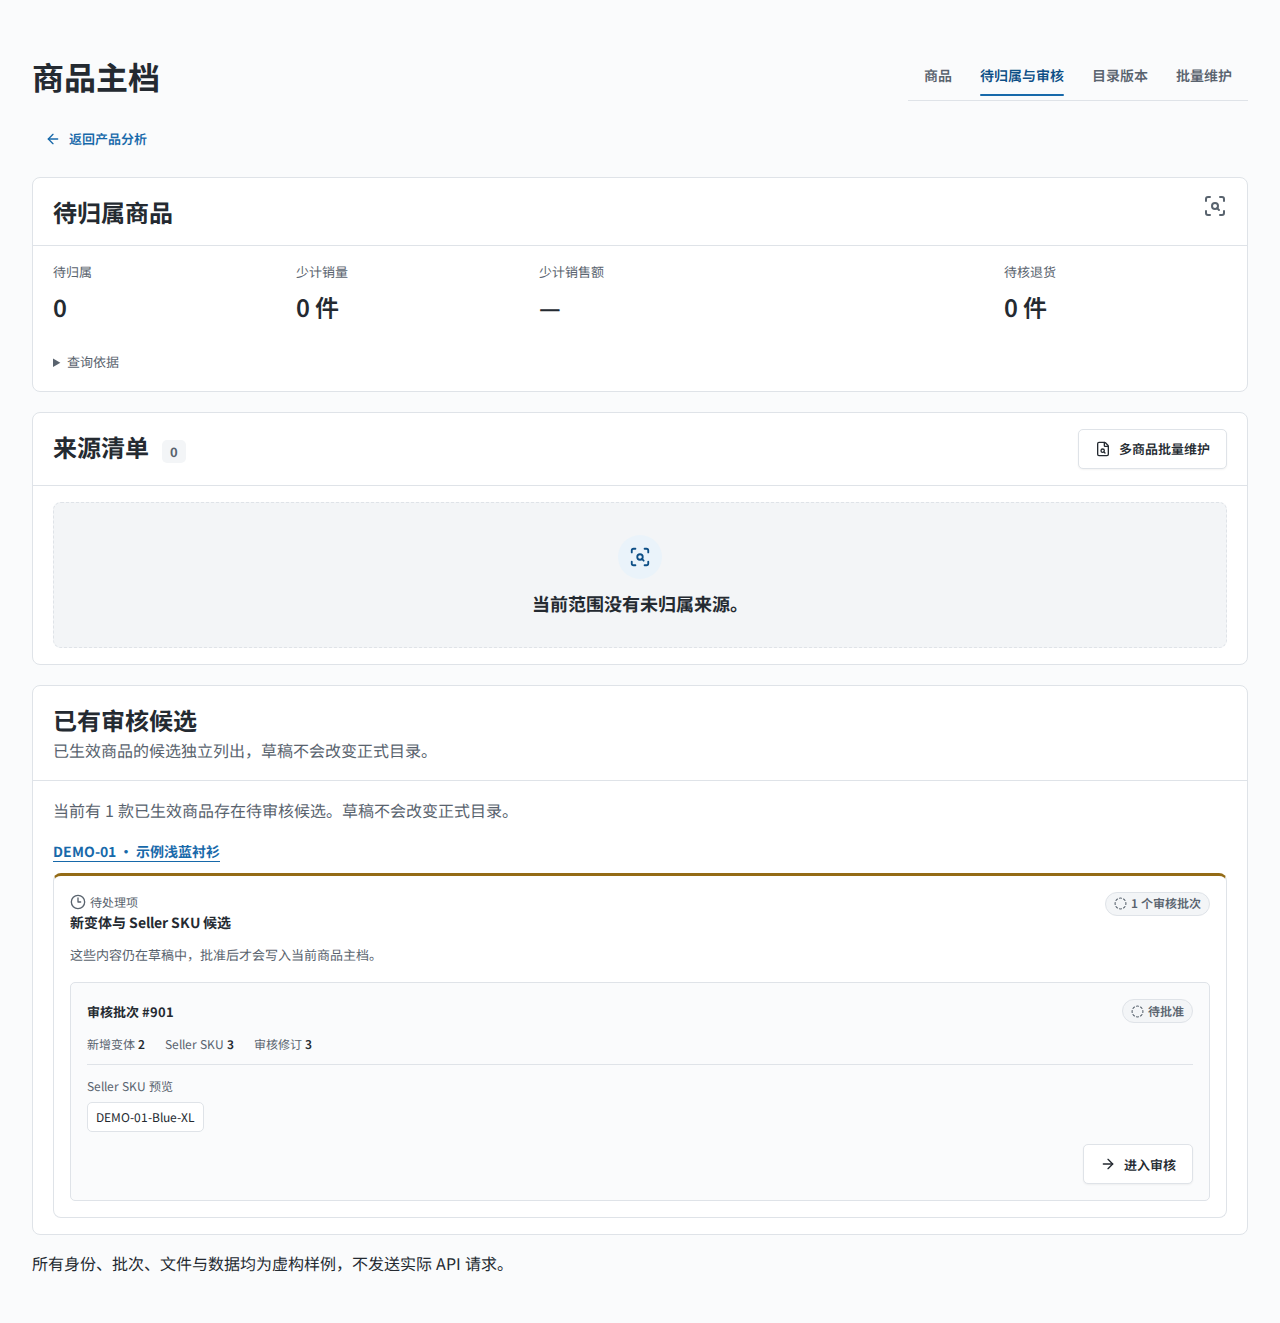 商品主档
商品
待归属与审核
目录版本
批量维护
返回产品分析
待归属商品
待归属
少计销量
少计销售额
待核退货
0
0 件
—
0 件
查询依据
来源清单 0
多商品批量维护
当前范围没有未归属来源。
已有审核候选
已生效商品的候选独立列出，草稿不会改变正式目录。
当前有 1 款已生效商品存在待审核候选。草稿不会改变正式目录。
DEMO-01 · 示例浅蓝衬衫
待处理项
1 个审核批次
新变体与 Seller SKU 候选
这些内容仍在草稿中，批准后才会写入当前商品主档。
审核批次 #901
待批准
新增变体 2 Seller SKU 3 审核修订 3
Seller SKU 预览
DEMO-01-Blue-XL
进入审核
所有身份、批次、文件与数据均为虚构样例，不发送实际 API 请求。